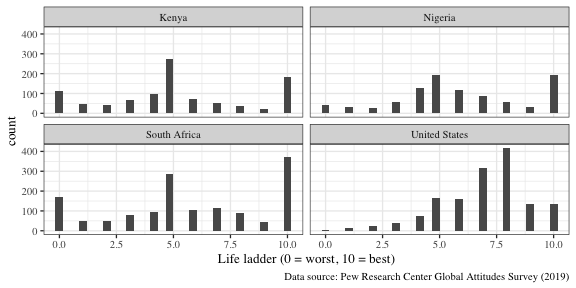 Kenya
Nigeria
400
300
200
100
0
South Africa
United States
400
300
200
100
0
count
0.0 2.5 5.0 7.5 10.0 0.0 2.5 5.0 7.5 10.0
Life ladder (0 = worst, 10 = best)
Data source: Pew Research Center Global Attitudes Survey (2019)